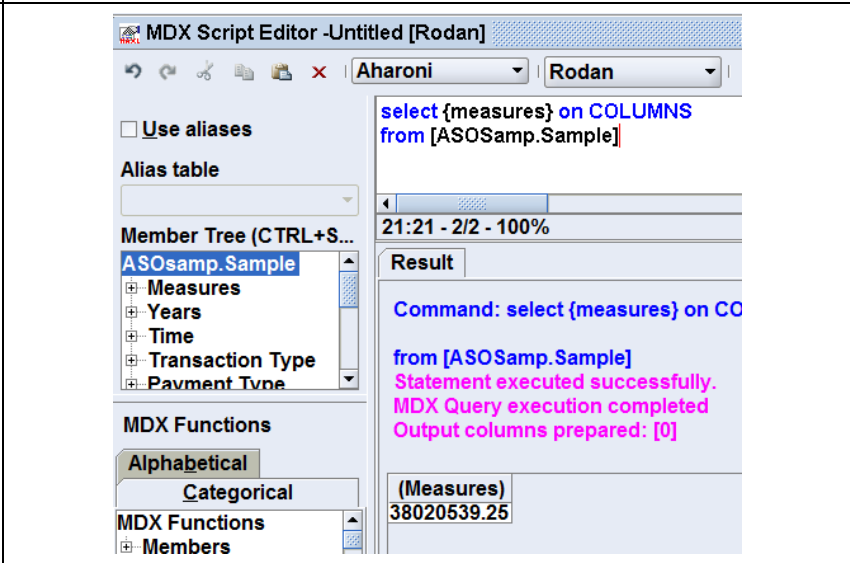 MDX Script Editor -Untitled [Rodan]
Aharoni
Rodan
Use aliases
Alias table
Member Tree (CTRL+S...
ASOsamp.Sample
Measures
Years
Time
Transaction Type
Payment Type
MDX Functions
Alphabetical
Categorical
MDX Functions
Members
select {measures} on COLUMNS
from [ASOSamp.Sample]
21:21 - 2/2 - 100%
Result
Command: select {measures} on CO
from [ASOSamp.Sample]
Statement executed successfully.
MDX Query execution completed
Output columns prepared: [0]
(Measures)
38020539.25